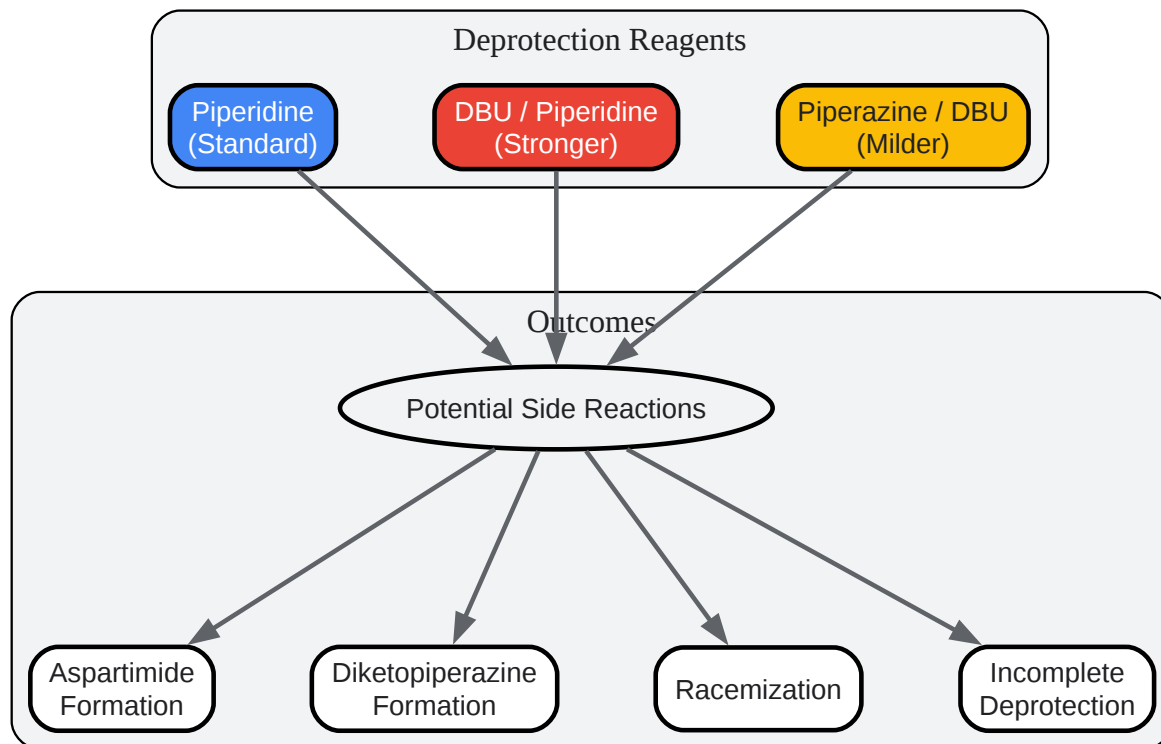 Deprotection Reagents
Piperidine
(Standard)
DBU / Piperidine
(Stronger)
Piperazine / DBU
(Milder)
Outcomes
Potential Side Reactions
Aspartimide
Formation
Diketopiperazine
Formation
Racemization
Incomplete
Deprotection